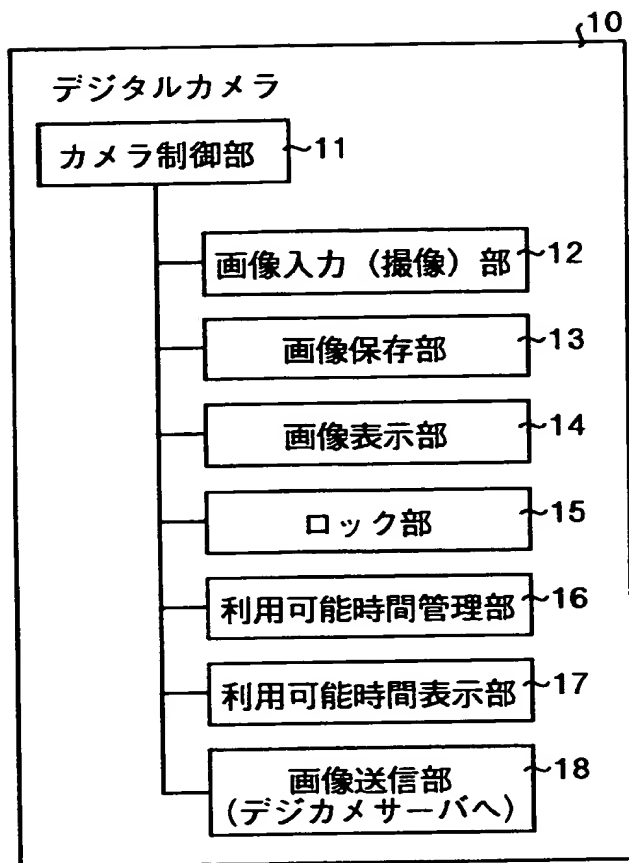 10
デジタルカメラ
カメラ制御部 11
画像入力（撮像）部 12
画像保存部 13
画像表示部 14
ロック部 15
利用可能時間管理部 16
利用可能時間表示部 17
画像送信部
(デジカメサーバへ) 18